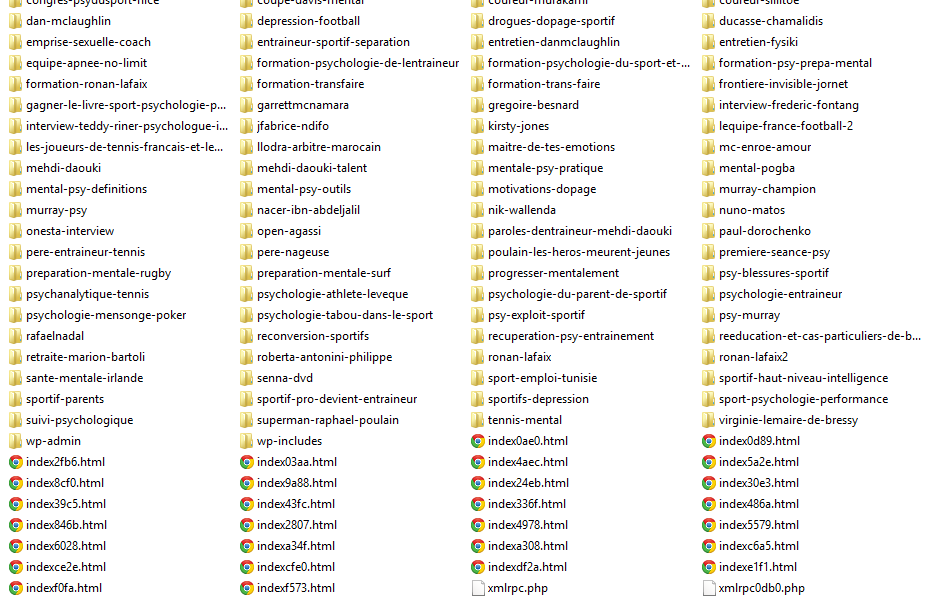 congres-psydusport-nice coupe-davis-mental coureur-murakami coureur-sillitoe
dan-mclaughlin depression-football drogues-dopage-sportif ducasse-chamalidis
emprise-sexuelle-coach entraineur-sportif-separation entretien-danmclaughlin entretien-fysiki
equipe-apnee-no-limit formation-psychologie-de-lentraineur formation-psychologie-du-sport-et-... formation-psy-prepa-mental
formation-ronan-lafaix formation-transfaire formation-trans-faire frontiere-invisible-jornet
gagner-le-livre-sport-psychologie-p... garrettmcnamara gregoire-besnard interview-frederic-fontang
interview-teddy-riner-psychologue-i... jfabrice-ndifo kirsty-jones lequipe-france-football-2
les-joueurs-de-tennis-francais-et-le... llodra-arbitre-marocain maitre-de-tes-emotions mc-enroe-amour
mehdi-daouki mehdi-daouki-talent mentale-psy-pratique mental-pogba
mental-psy-definitions mental-psy-outils motivations-dopage murray-champion
murray-psy nacer-ibn-abdeljalil nik-wallenda nuno-matos
onesta-interview open-agassi paroles-dentraineur-mehdi-daouki paul-dorochenko
pere-entraineur-tennis pere-nageuse poulain-les-heros-meurent-jeunes premiere-seance-psy
preparation-mentale-rugby preparation-mentale-surf progresser-mentalement psy-blessures-sportif
psychanalytique-tennis psychologie-athlete-leveque psychologie-du-parent-de-sportif psychologie-entraineur
psychologie-mensonge-poker psychologie-tabou-dans-le-sport psy-exploit-sportif psy-murray
rafaelnadal reconversion-sportifs recuperation-psy-entrainement reeducation-et-cas-particuliers-de-b...
retraite-marion-bartoli roberta-antonini-philippe ronan-lafaix ronan-lafaix2
sante-mentale-irlande senna-dvd sport-emploi-tunisie sportif-haut-niveau-intelligence
sportif-parents sportif-pro-devient-entraineur sportifs-depression sport-psychologie-performance
suivi-psychologique superman-raphael-poulain tennis-mental virginie-lemaire-de-bressy
wp-admin wp-includes index0ae0.html index0d89.html
index2fb6.html index03aa.html index4aec.html index5a2e.html
index8cf0.html index9a88.html index24eb.html index30e3.html
index39c5.html index43fc.html index336f.html index486a.html
index846b.html index2807.html index4978.html index5579.html
index6028.html indexa34f.html indexa308.html indexc6a5.html
indexce2e.html indexcfe0.html indexdf2a.html indexe1f1.html
indexf0fa.html indexf573.html xmlrpc.php xmlrpc0db0.php